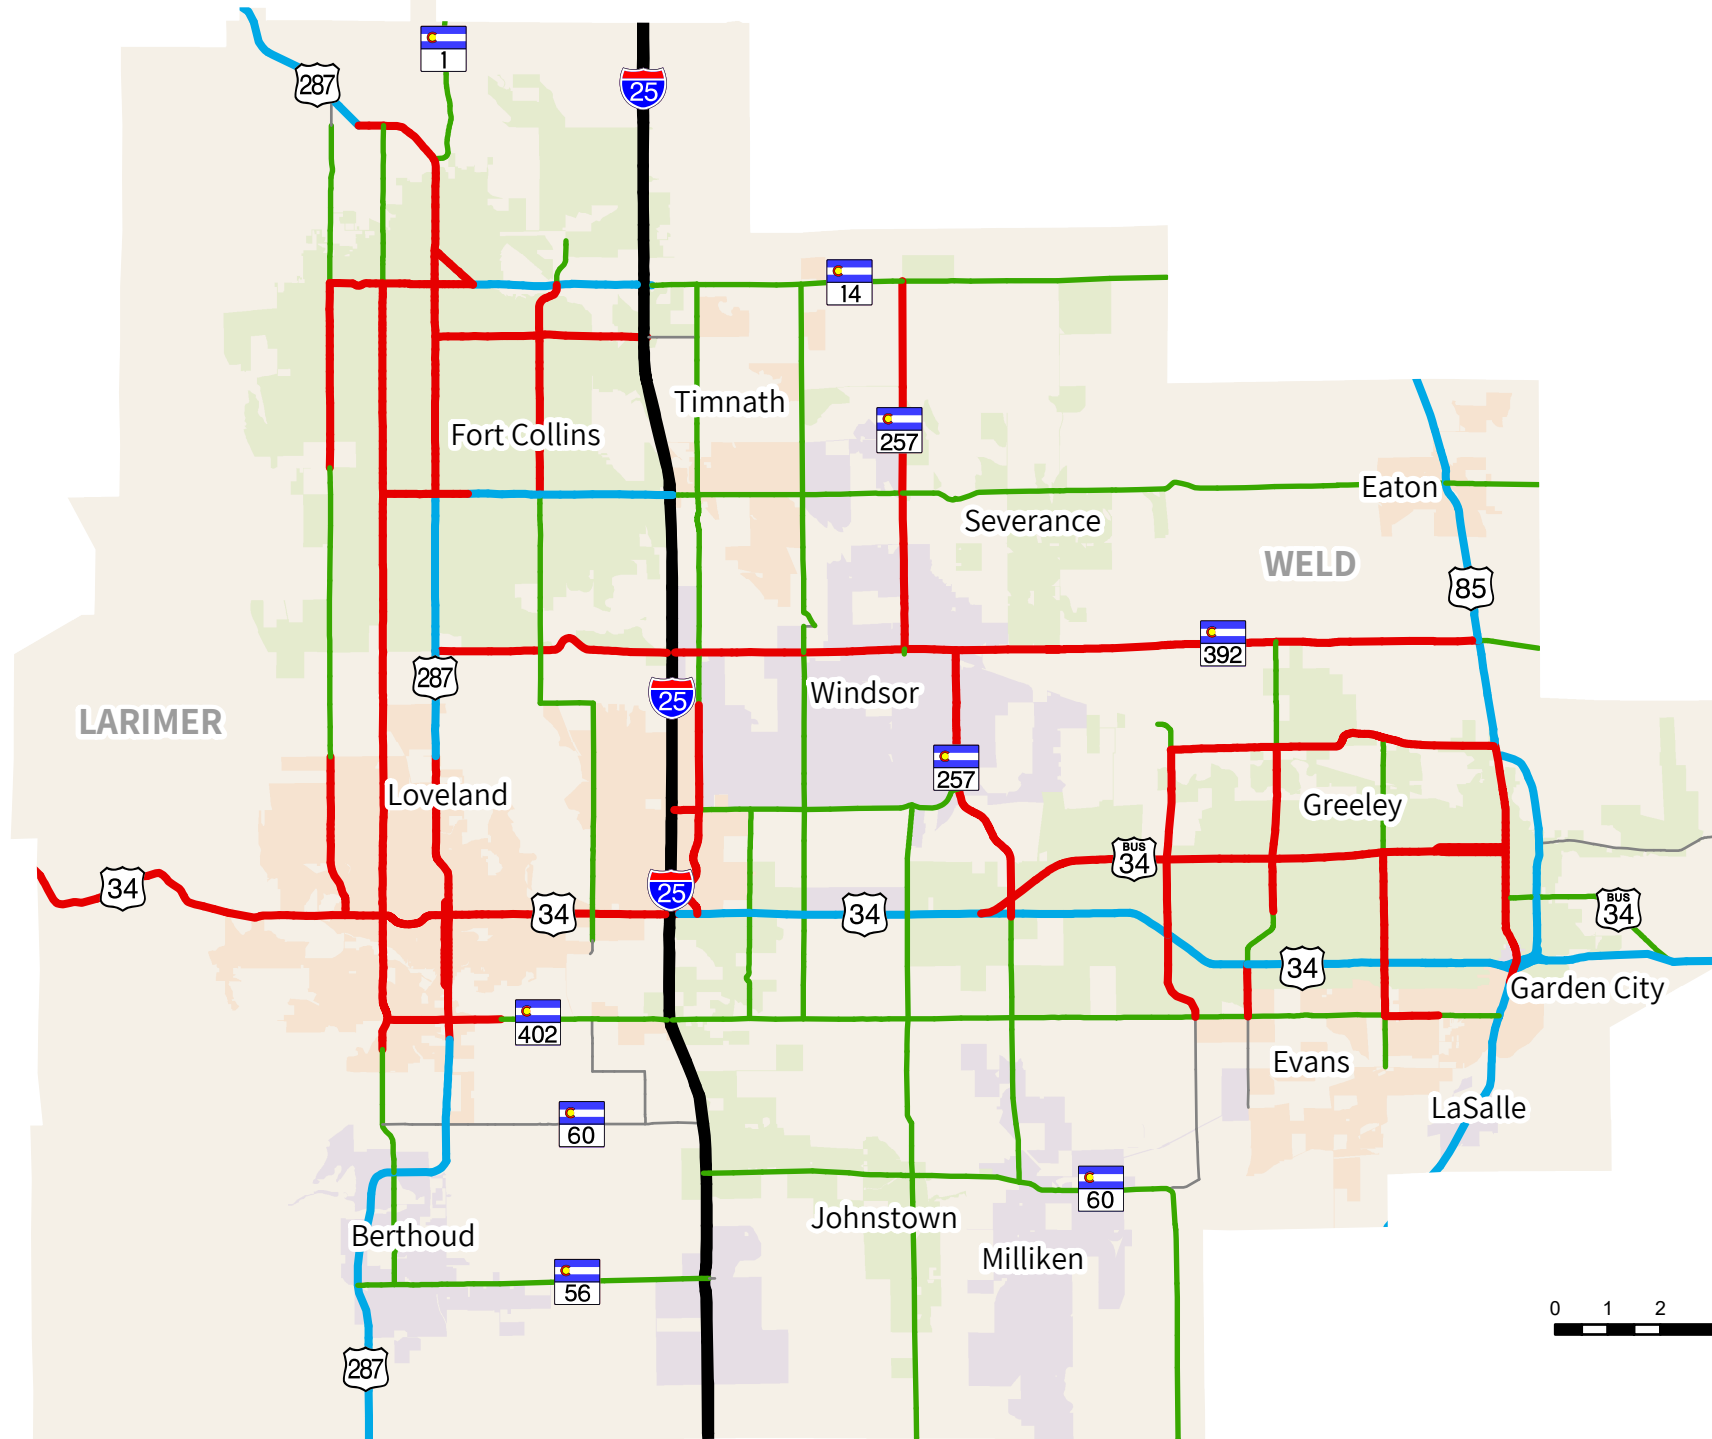 1
287
25
14
Timnath
257
Fort Collins
Eaton
Severance
WELD
85
392
287
25
Windsor
LARIMER
257
Loveland
Greeley
BUS
34
34
25
34
34
BUS
34
34
Garden City
402
Evans
LaSalle
60
60
Johnstown
Berthoud
Milliken
56
0 1 2
287